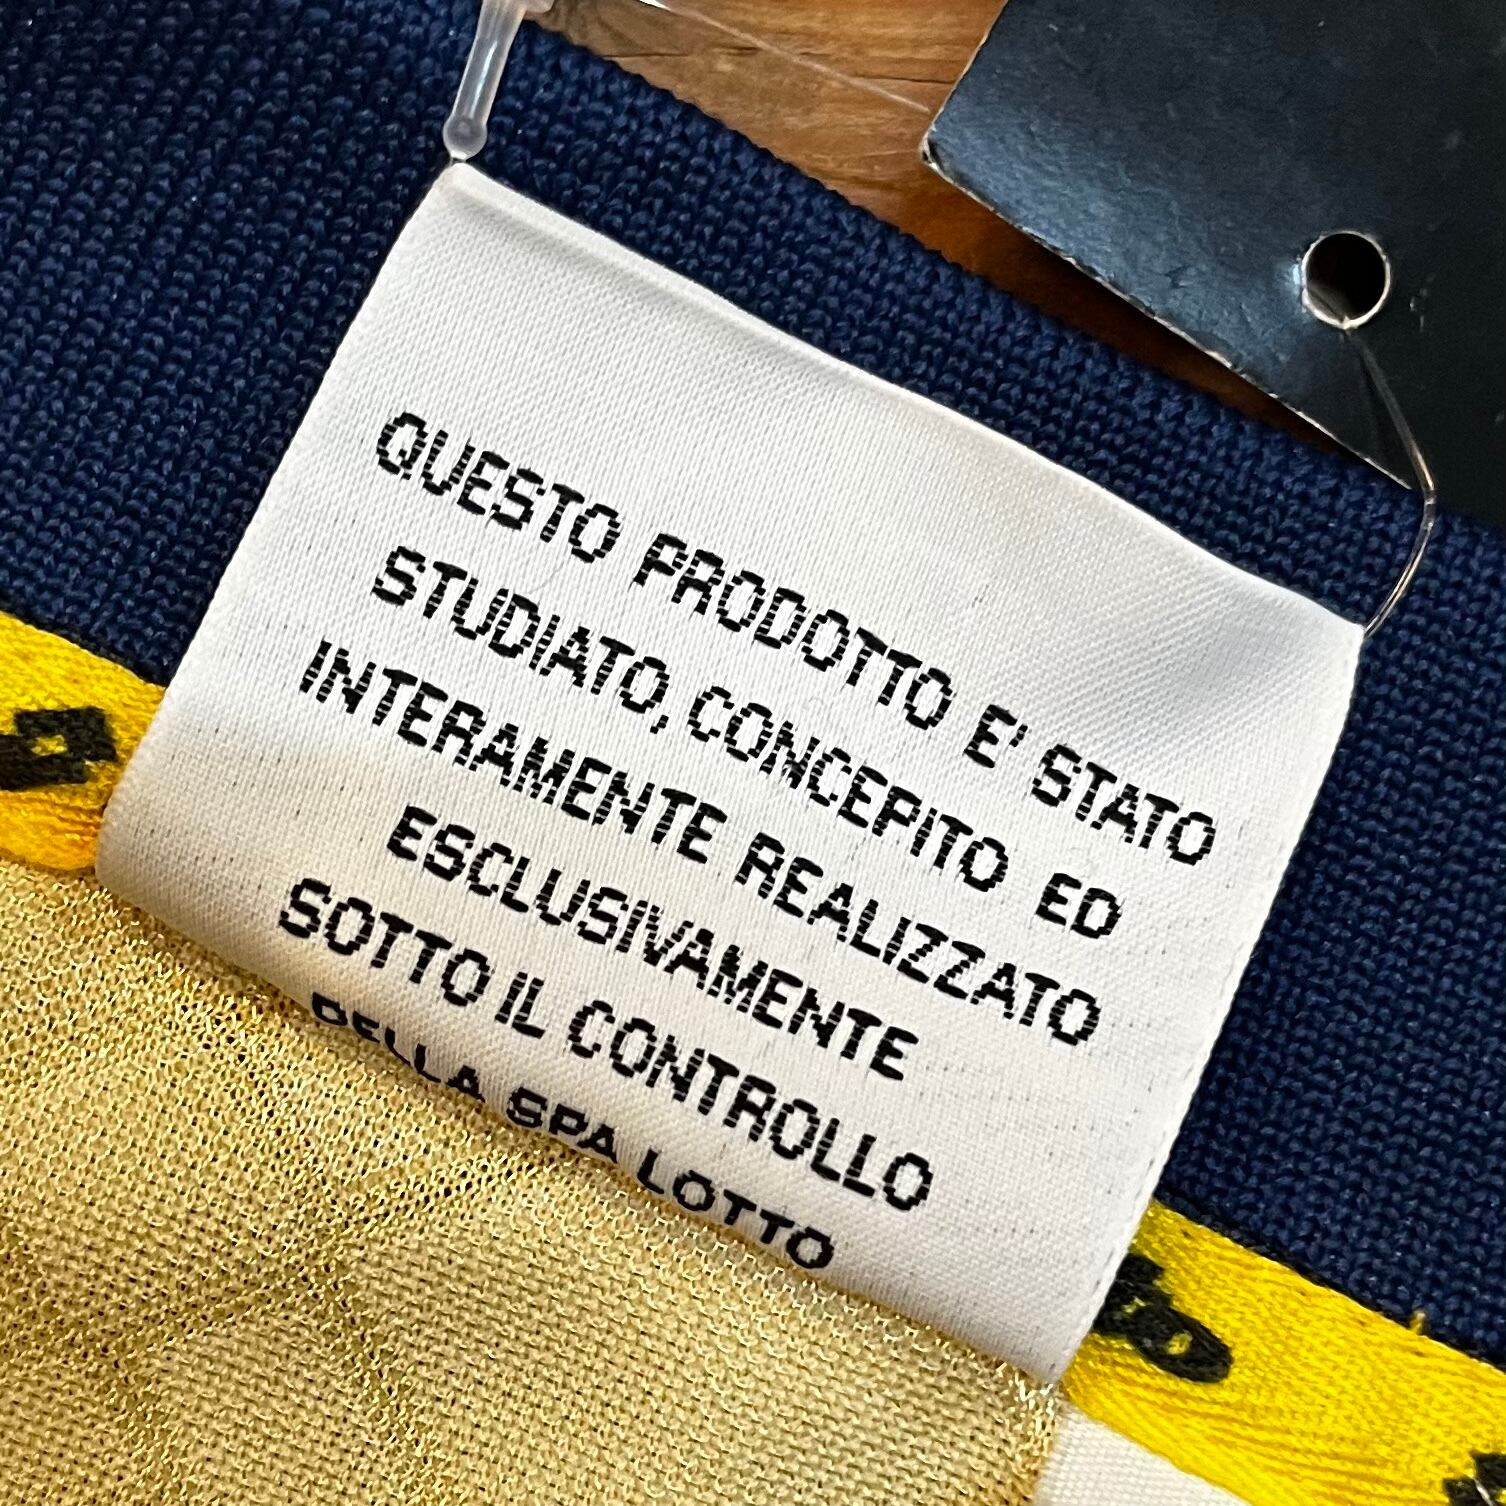 QUESTO PRODOTTO E' STATO
STUDIATO, CONCEPITO ED
INTERAMENTE REALIZZATO
ESCLUSIVAMENTE
SOTTO IL CONTROLLO
DELLA SPA LOTTO